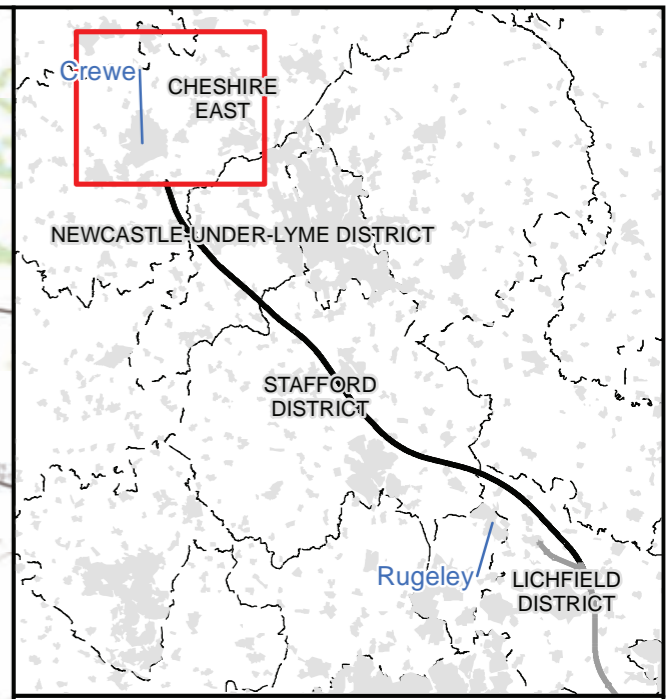 Crewe
CHESHIRE
EAST
NEWCASTLE-UNDER-LYME DISTRICT
STAFFORD
DISTRICT
Rugeley
LICHFIELD
DISTRICT